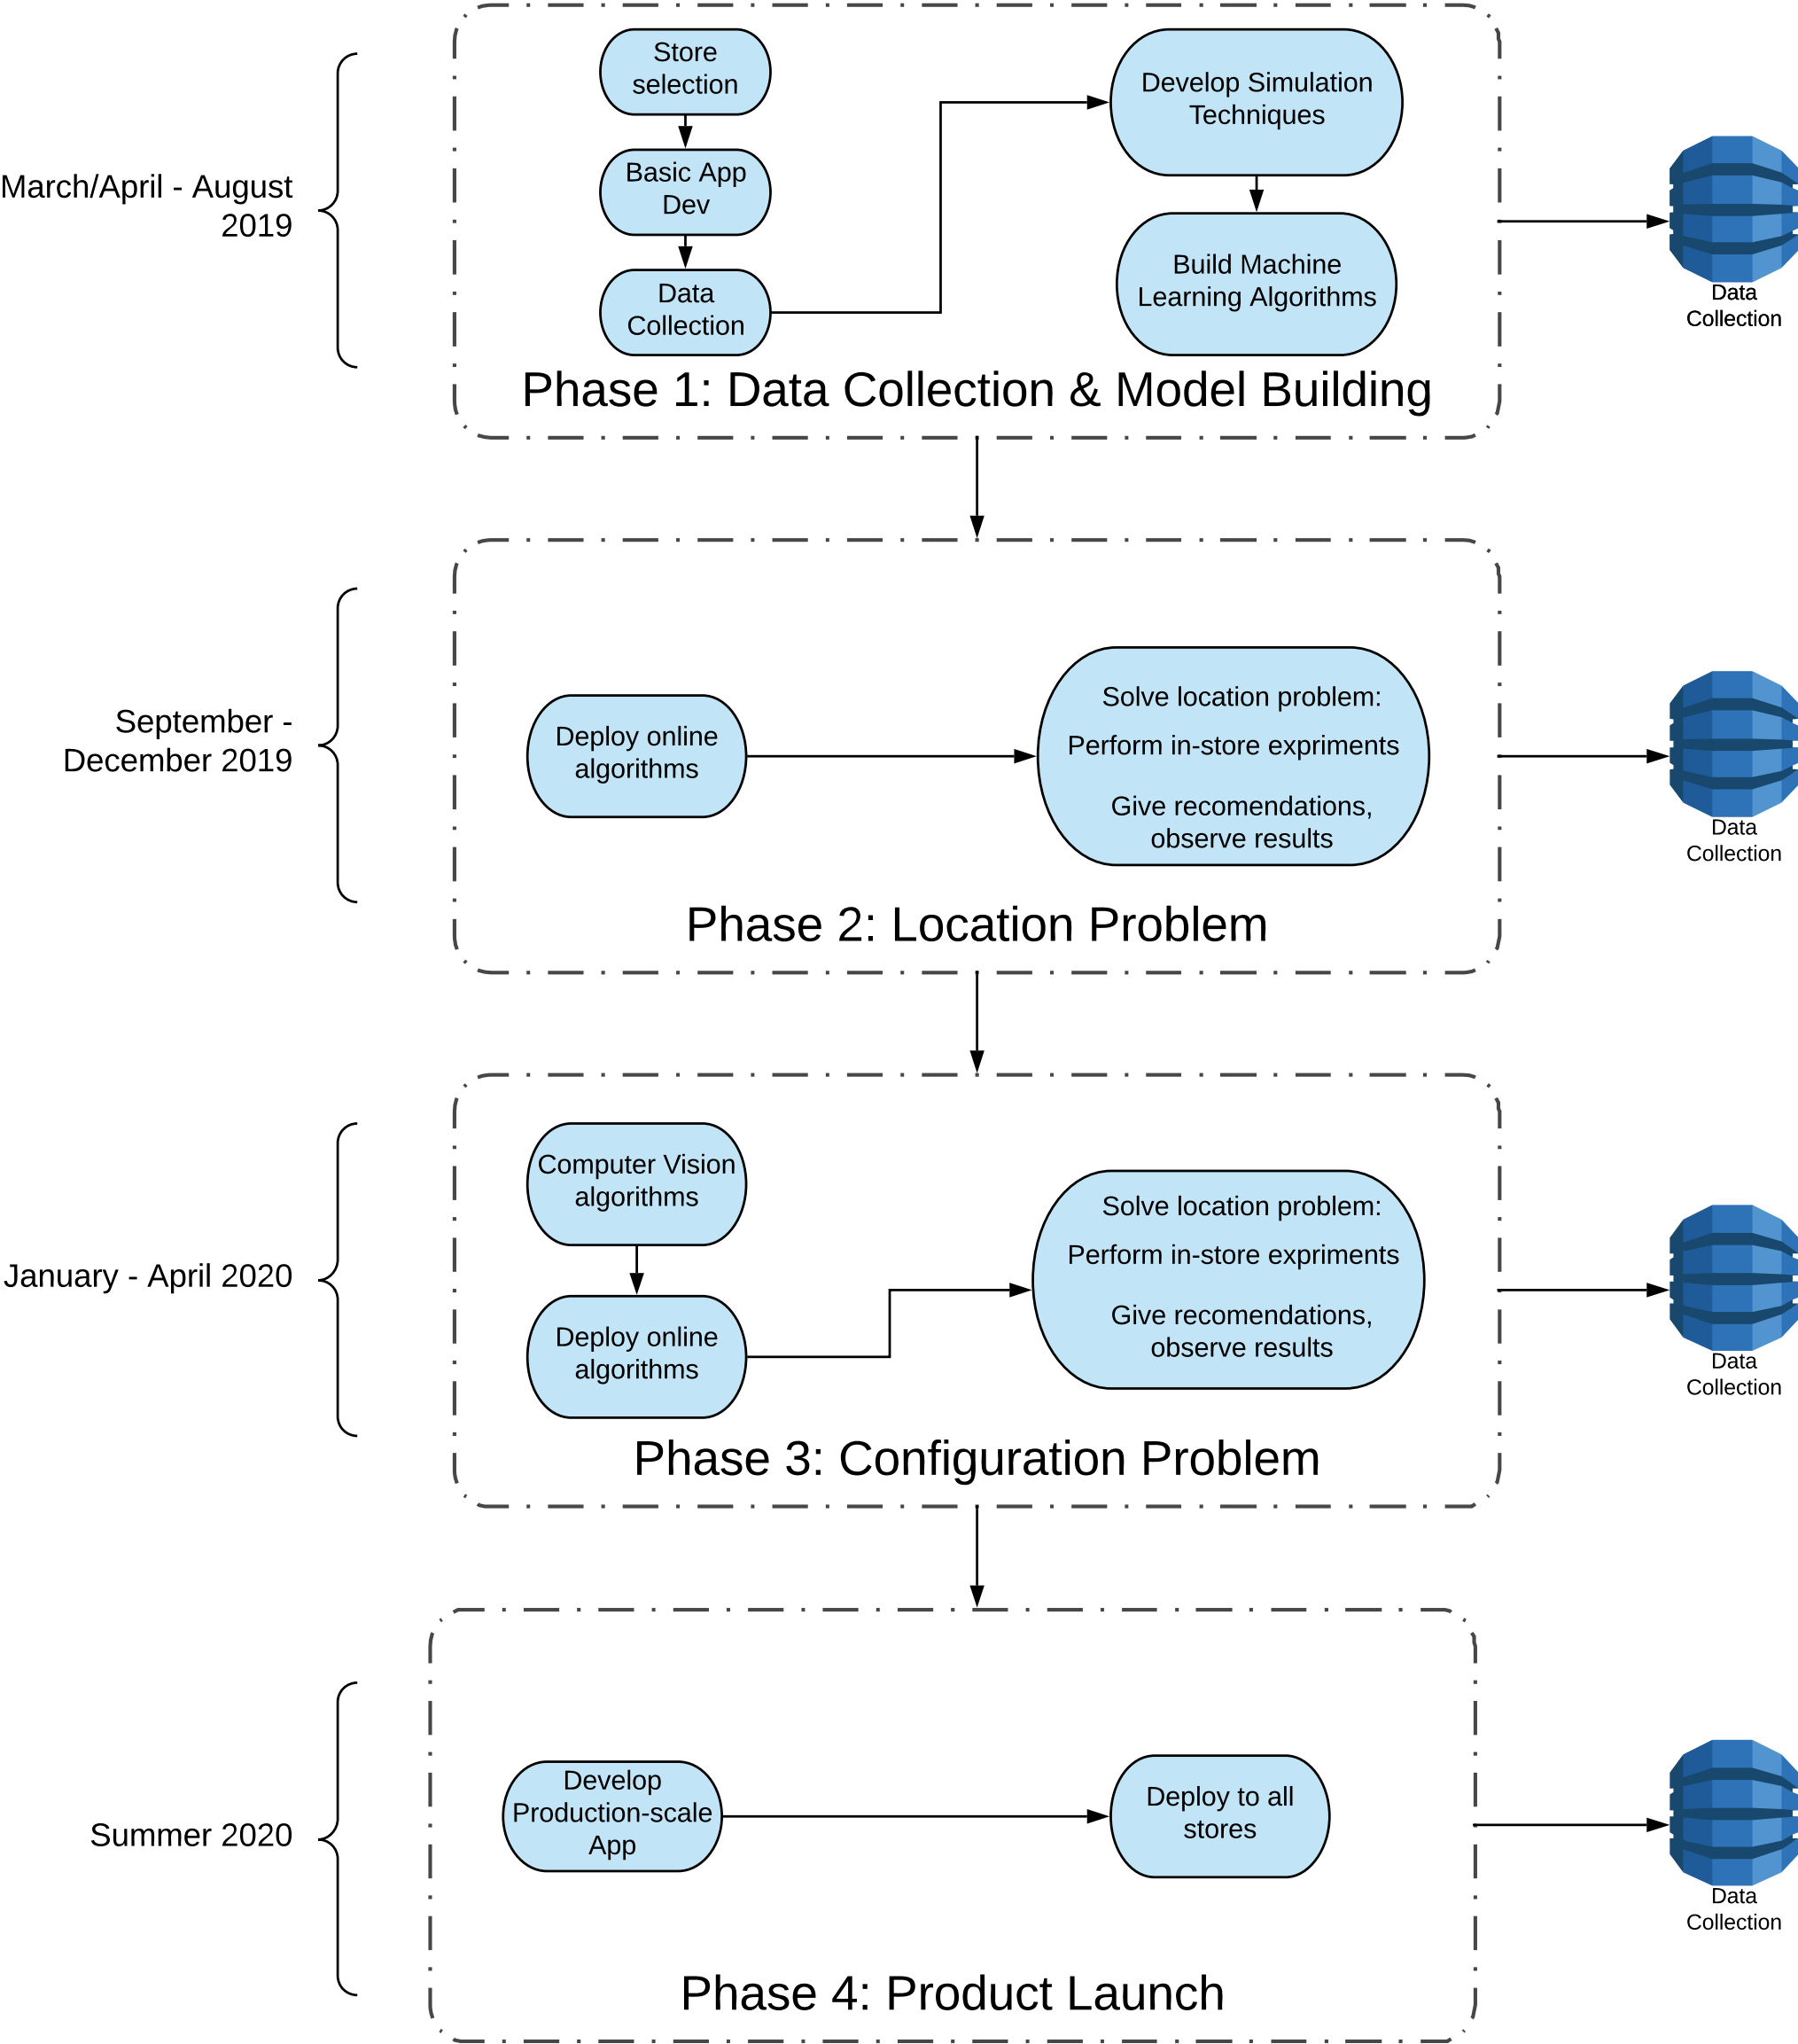 March/April - August
2019
Store
selection
Basic App
Dev
Data
Collection
Develop Simulation
Techniques
Build Machine
Learning Algorithms
Phase 1: Data Collection & Model Building
Data
Collection
September -
December 2019
Deploy online
algorithms
Solve location problem:
Perform in-store expriments
Give recomendations,
observe results
Phase 2: Location Problem
Data
Collection
January - April 2020
Computer Vision
algorithms
Deploy online
algorithms
Solve location problem:
Perform in-store expriments
Give recomendations,
observe results
Phase 3: Configuration Problem
Data
Collection
Summer 2020
Develop
Production-scale
App
Deploy to all
stores
Phase 4: Product Launch
Data
Collection